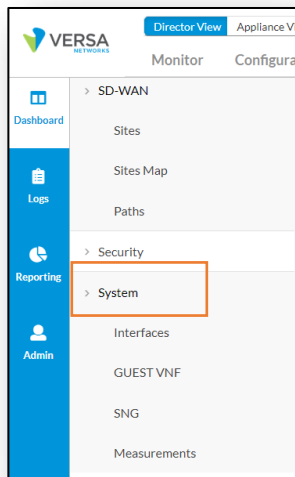 VERSA
NETWORKS
Director View
Appliance Vi
Monitor
Configura
Dashboard
Logs
Reporting
Admin
SD-WAN
Sites
Sites Map
Paths
Security
System
Interfaces
GUEST VNF
SNG
Measurements